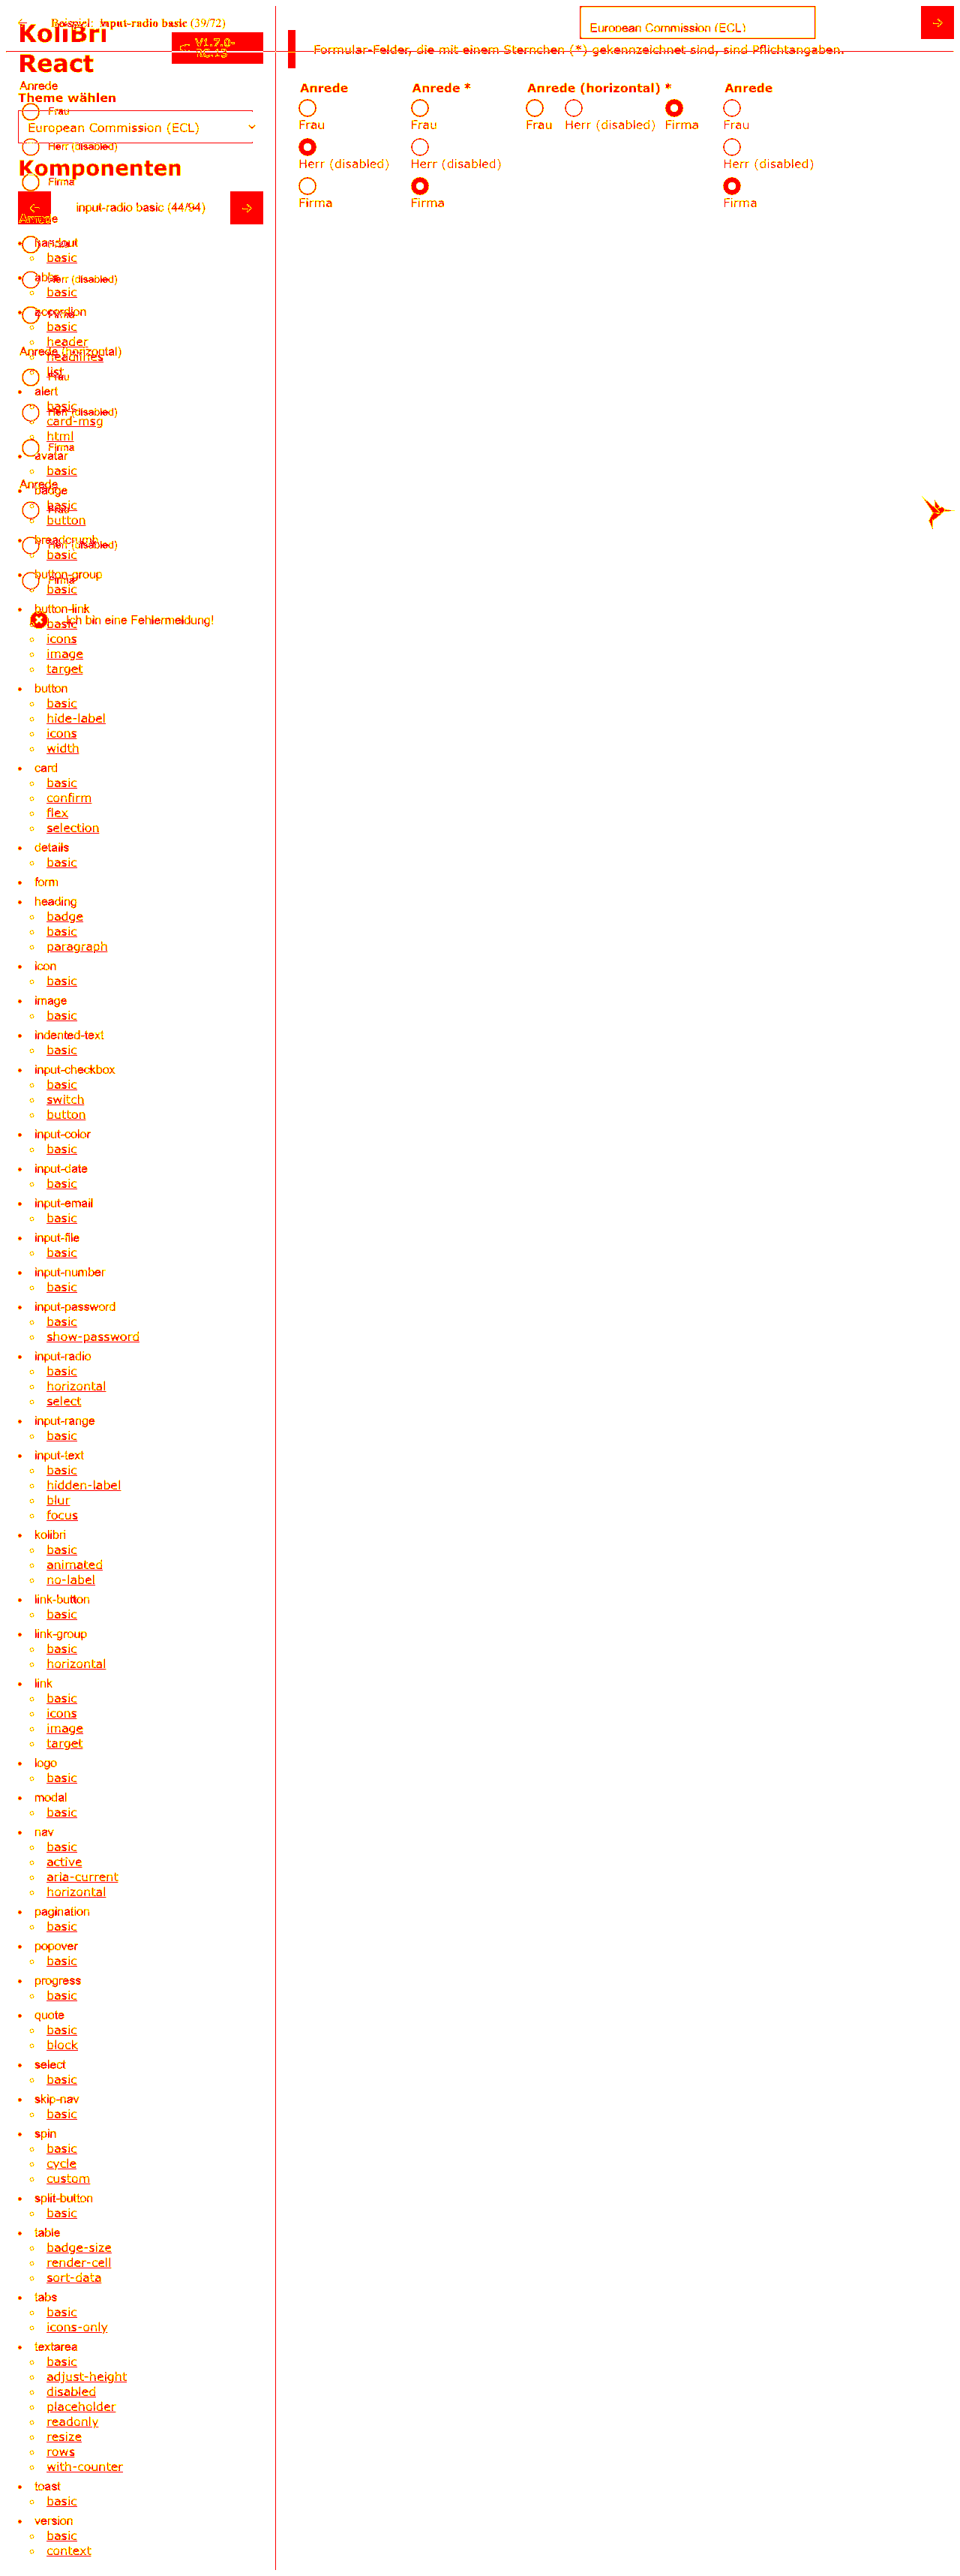 ← Beispiel: input-radio basic (39/72)
European Commission (ECL)
→
KoliBri
React
Formular-Felder, die mit einem Sternchen (*) gekennzeichnet sind, sind Pflichtangaben.
Anrede
Theme wählen
Frau
European Commission (ECL)
Herr (disabled)
Komponenten
Firma
← input-radio basic (44/94) →
Anrede
Frau
Herr (disabled)
Firma
Anrede *
Frau
Herr (disabled)
Firma
Anrede (horizontal) *
Frau Herr (disabled) Firma
Anrede
Frau
Herr (disabled)
Firma
Anrede
handout
basic
abbr
Herr (disabled)
basic
accordion
Firma
basic
header
Anrede (horizontal)
headlines
list
Frau
alert
basic
Herr (disabled)
card-msg
html
Firma
avatar
basic
Anrede
badge
basic
Frau
button
breadcrumb
Herr (disabled)
basic
button-group
Firma
basic
button-link
Ich bin eine Fehlermeldung!
basic
icons
image
target
button
basic
hide-label
icons
width
card
basic
confirm
flex
selection
details
basic
form
heading
badge
basic
paragraph
icon
basic
image
basic
indented-text
basic
input-checkbox
basic
switch
button
input-color
basic
input-date
basic
input-email
basic
input-file
basic
input-number
basic
input-password
basic
show-password
input-radio
basic
horizontal
select
input-range
basic
input-text
basic
hidden-label
blur
focus
kolibri
basic
animated
no-label
link-button
basic
link-group
basic
horizontal
link
basic
icons
image
target
logo
basic
modal
basic
nav
basic
active
aria-current
horizontal
pagination
basic
popover
basic
progress
basic
quote
basic
block
select
basic
skip-nav
basic
spin
basic
cycle
custom
split-button
basic
table
badge-size
render-cell
sort-data
tabs
basic
icons-only
textarea
basic
adjust-height
disabled
placeholder
readonly
resize
rows
with-counter
toast
basic
version
basic
context